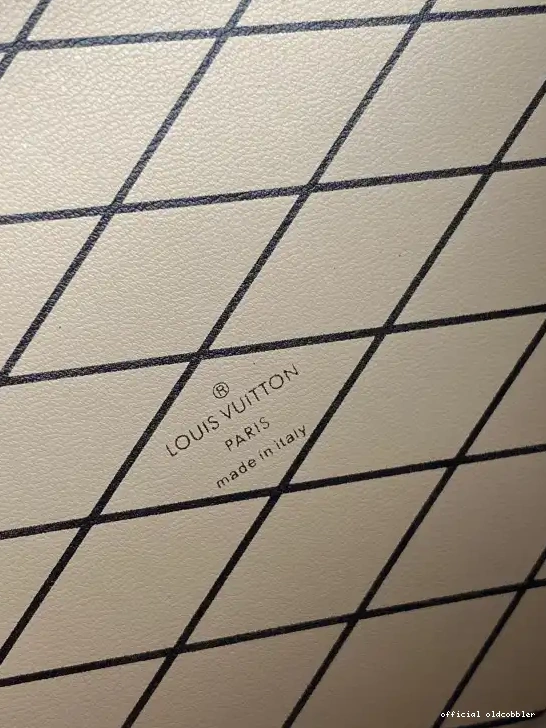 ®
LOUIS VUITTON
PARIS
made in italy
official oldcobbler